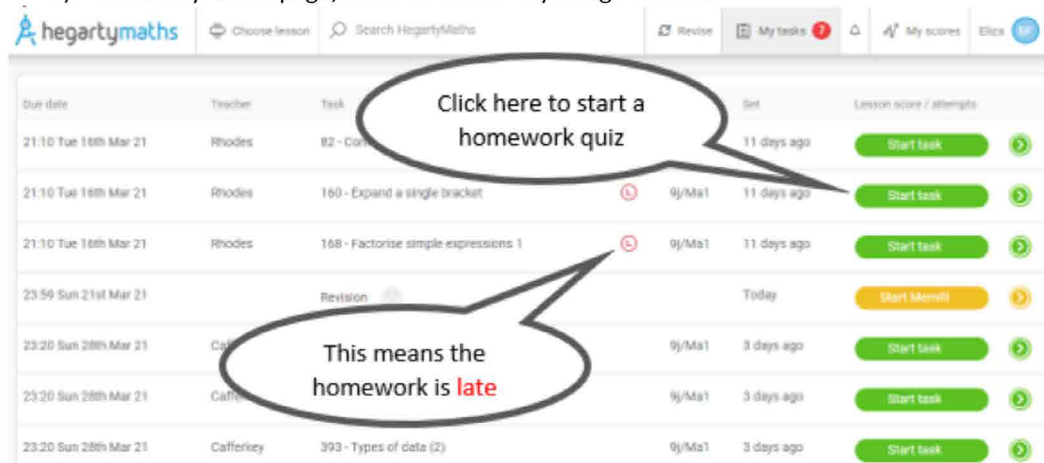 hegartymaths Choose lesson Search HegartyMaths Revise My tasks 7 My scores Eliza
Due date Teacher Task Set Lesson score / attempts
Click here to start a
homework quiz
21:10 Tue 16th Mar 21 Rhodes 82 - 11 days ago Start task
21:10 Tue 16th Mar 21 Rhodes 160 - Expand a single bracket 9j/Ma1 11 days ago Start task
21:10 Tue 16th Mar 21 Rhodes 168 - Factorise simple expressions 1 9j/Ma1 11 days ago Start task
23:59 Sun 21st Mar 21 Revision Today Start MemRi
This means the
homework is late
23:20 Sun 28th Mar 21 9j/Ma1 3 days ago Start task
23:20 Sun 28th Mar 21 9j/Ma1 3 days ago Start task
23:20 Sun 28th Mar 21 Cafferkey 393 - Types of data (2) 9j/Ma1 3 days ago Start task